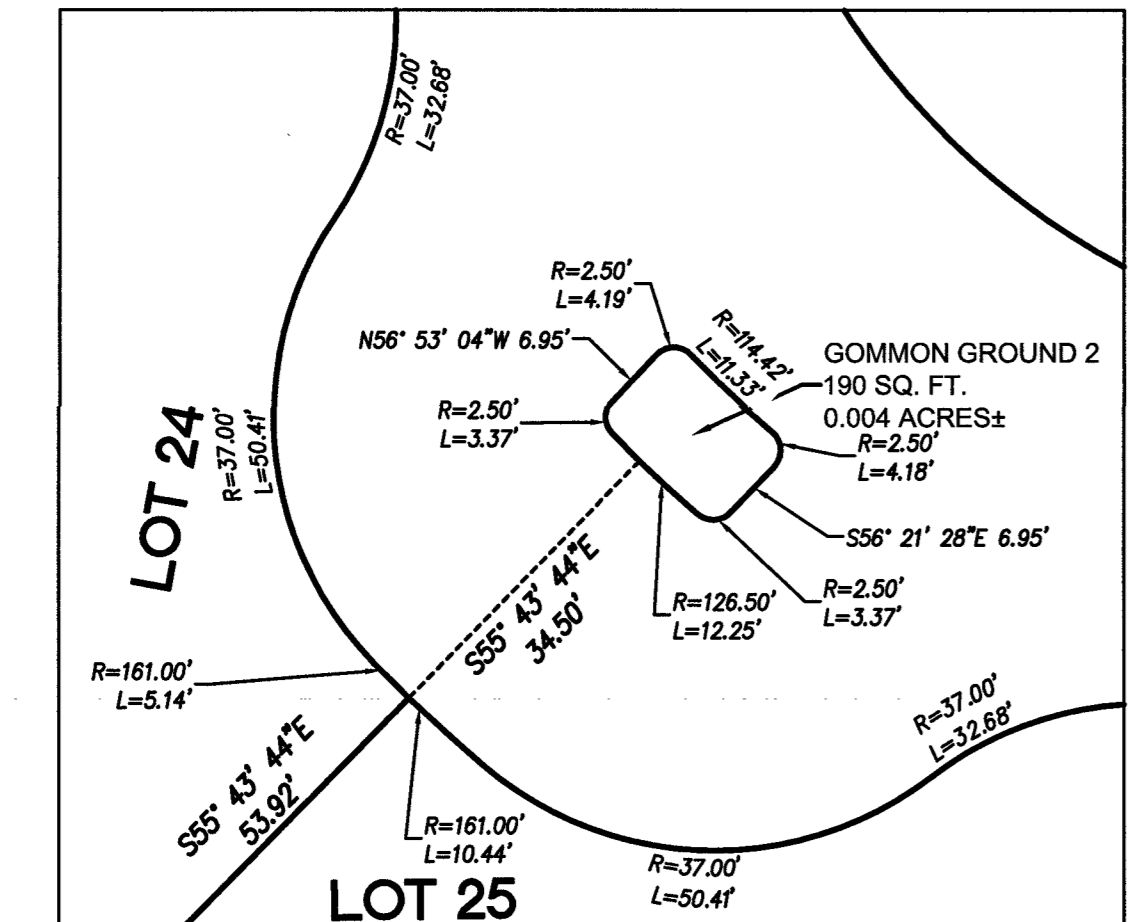 R=37.00'
L=32.68'
R=2.50'
L=4.19'
N56° 53' 04"W 6.95'
R=114.42'
L=11.33'
GOMMON GROUND 2
190 SQ. FT.
0.004 ACRES±
R=2.50'
L=3.37'
R=2.50'
L=4.18'
LOT 24
R=37.00'
L=50.41'
S56° 21' 28"E 6.95'
S55° 43' 44"E
34.50'
R=126.50'
L=12.25'
R=2.50'
L=3.37'
R=161.00'
L=5.14'
R=37.00'
L=32.68'
S55° 43' 44"E
53.92'
R=161.00'
L=10.44'
R=37.00'
L=50.41'
LOT 25